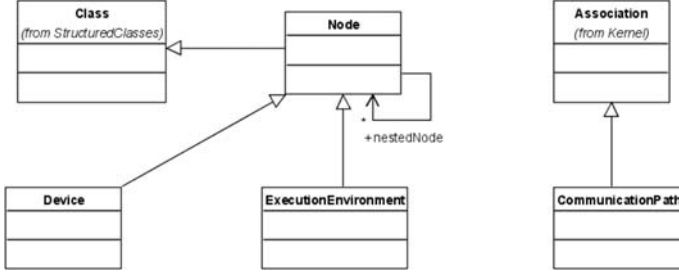 Class
(from StructuredClasses)
Node
Association
(from Kernel)
*
+nestedNode
Device
ExecutionEnvironment
CommunicationPath